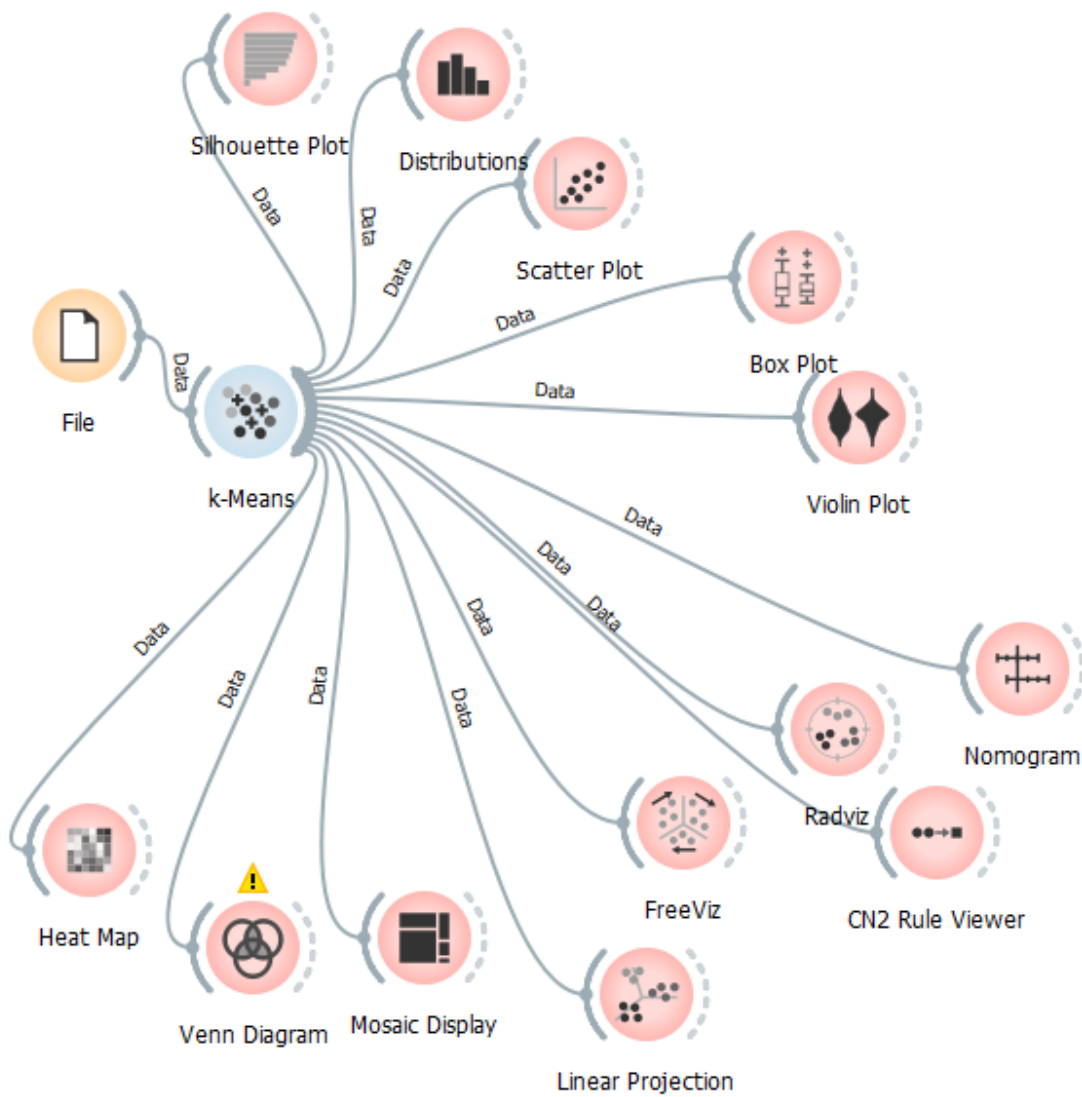 Silhouette Plot
Distributions
Data
Data
Scatter Plot
Data
Data
Box Plot
File
Data
Data
k-Means
Violin Plot
Data
Data
Data
Data
Data
Data
Data
Data
Nomogram
Radviz
Heat Map
FreeViz
CN2 Rule Viewer
Venn Diagram
Mosaic Display
Linear Projection